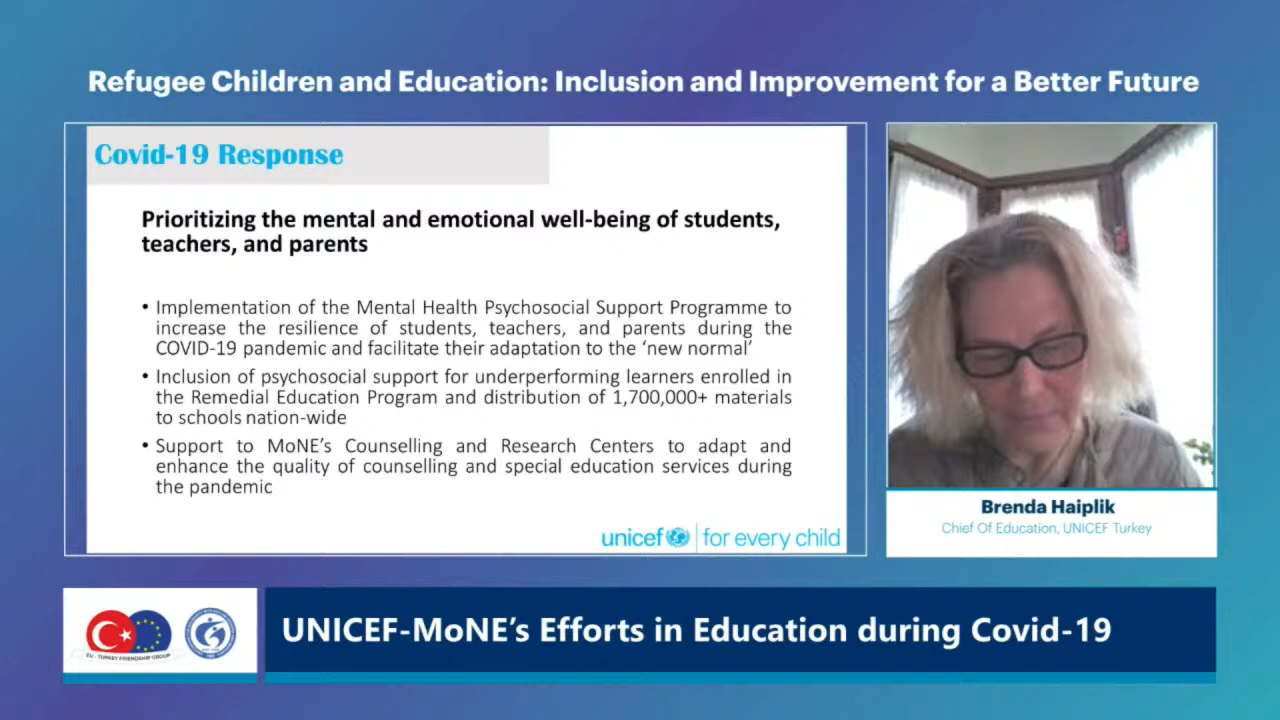 Refugee Children and Education: Inclusion and Improvement for a Better Future
Covid-19 Response
Prioritizing the mental and emotional well-being of students,
teachers, and parents
• Implementation of the Mental Health Psychosocial Support Programme to
increase the resilience of students, teachers, and parents during the
COVID-19 pandemic and facilitate their adaptation to the ‘new normal’
• Inclusion of psychosocial support for underperforming learners enrolled in
the Remedial Education Program and distribution of 1,700,000+ materials
to schools nation-wide
• Support to MoNE’s Counselling and Research Centers to adapt and
enhance the quality of counselling and special education services during
the pandemic
unicef for every child
Brenda Haiplik
Chief Of Education, UNICEF Turkey
EU - TURKEY FRIENDSHIP GROUP
UNICEF-MoNE’s Efforts in Education during Covid-19